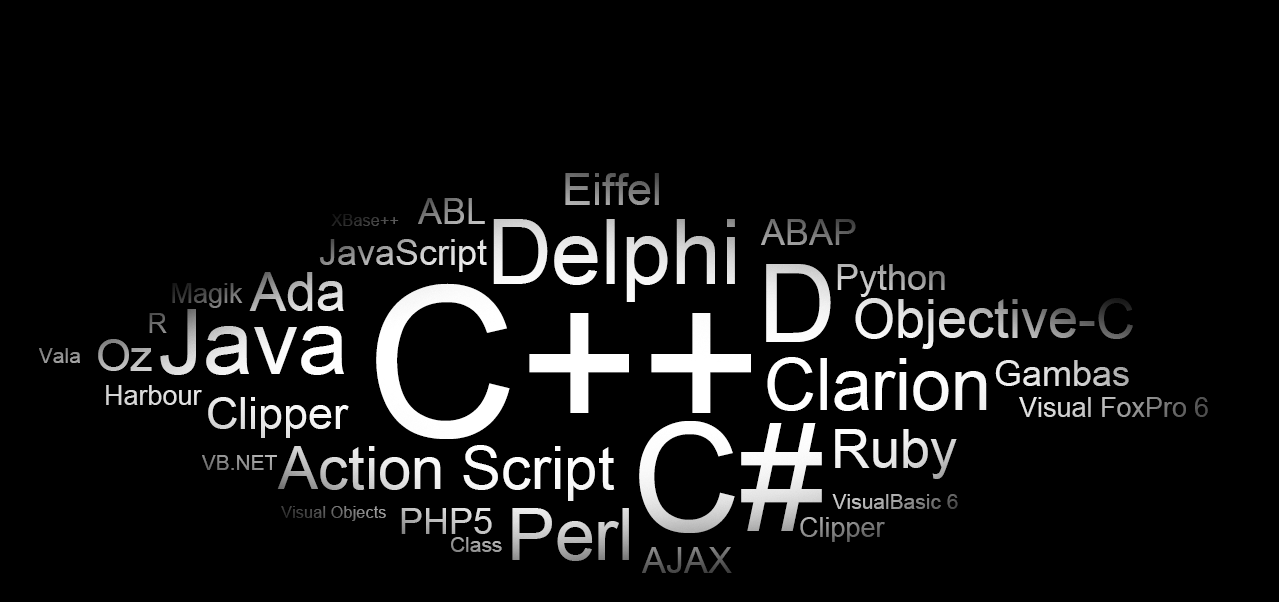 Eiffel
XBase++
ABL
Delphi
ABAP
JavaScript
Python
Magik
Ada
C++
D
Objective-C
R
Java
Vala
Oz
Clarion
Gambas
Harbour
Clipper
Visual FoxPro 6
VB.NET
Action Script
C#
Ruby
Visual Objects
PHP5
Perl
VisualBasic 6
Clipper
Class
AJAX